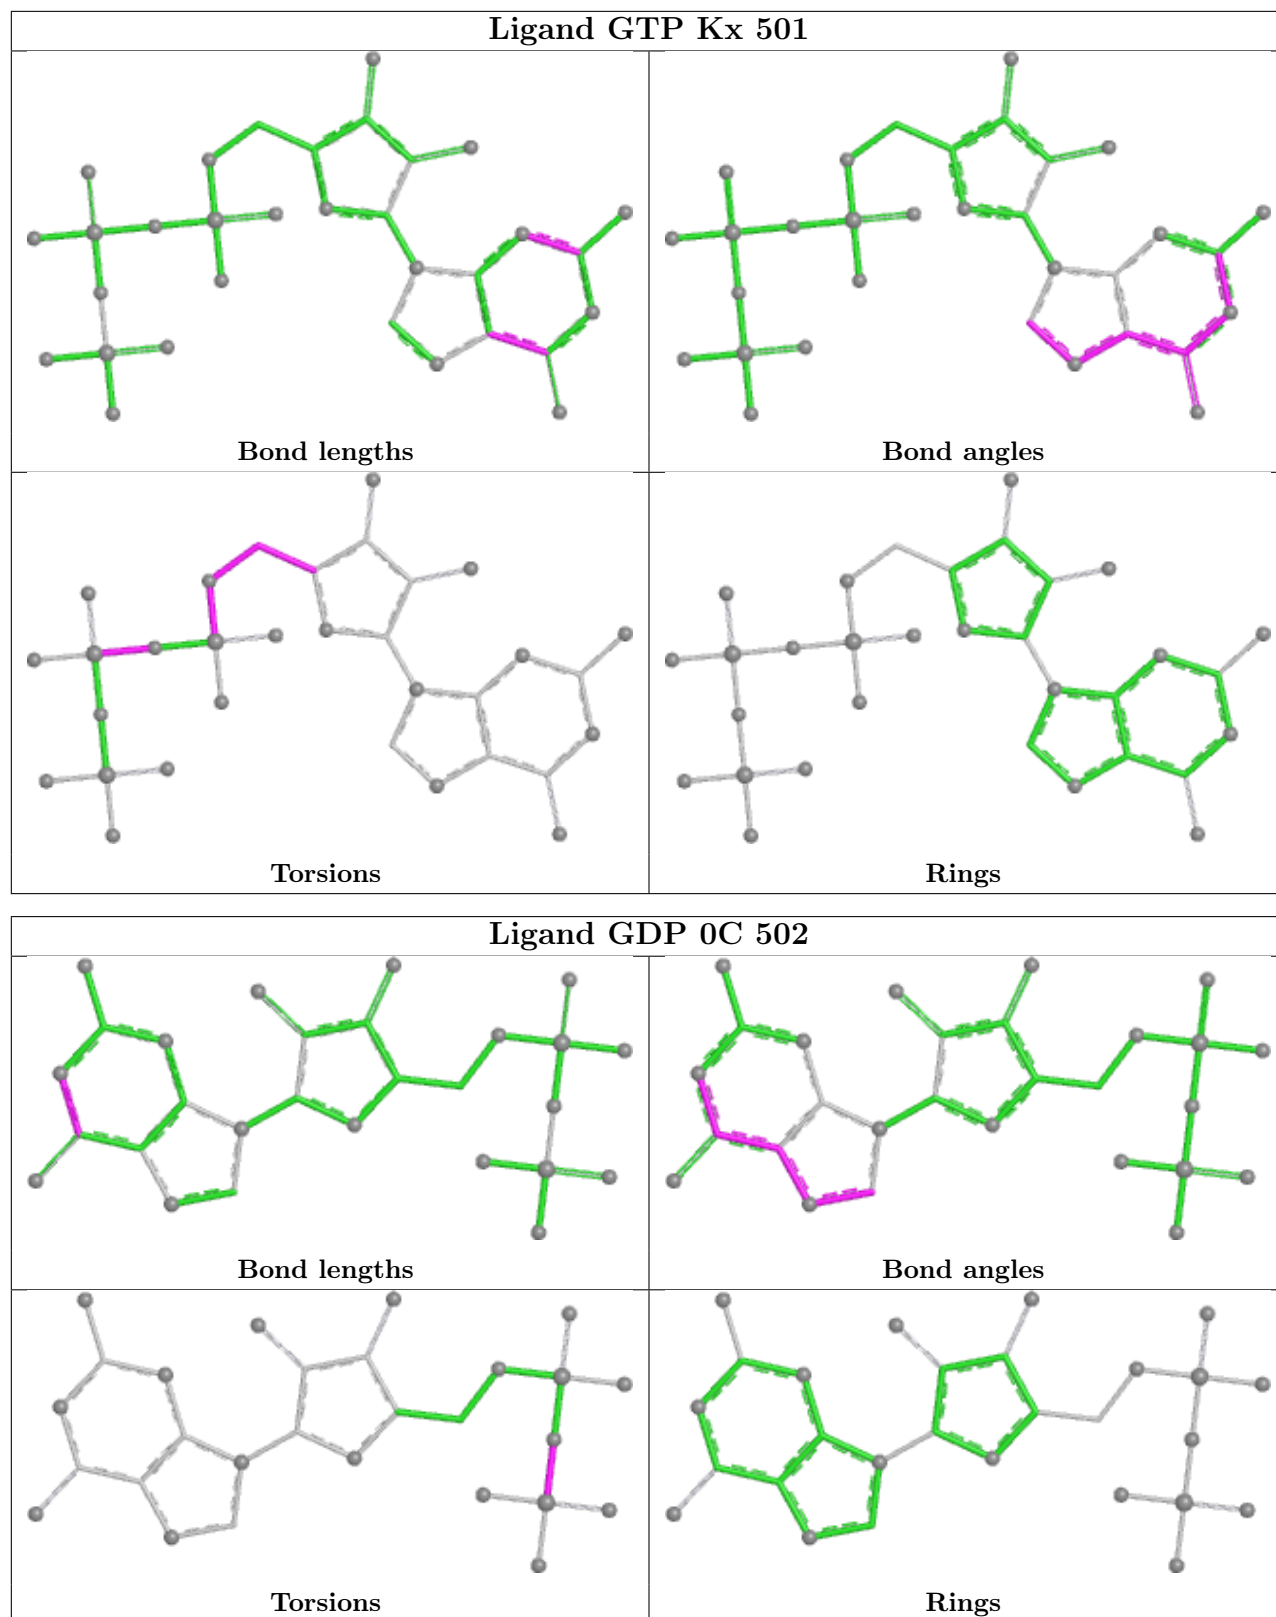 Ligand GTP Kx 501
Bond lengths
Bond angles
Torsions
Rings
Ligand GDP 0C 502
Bond lengths
Bond angles
Torsions
Rings